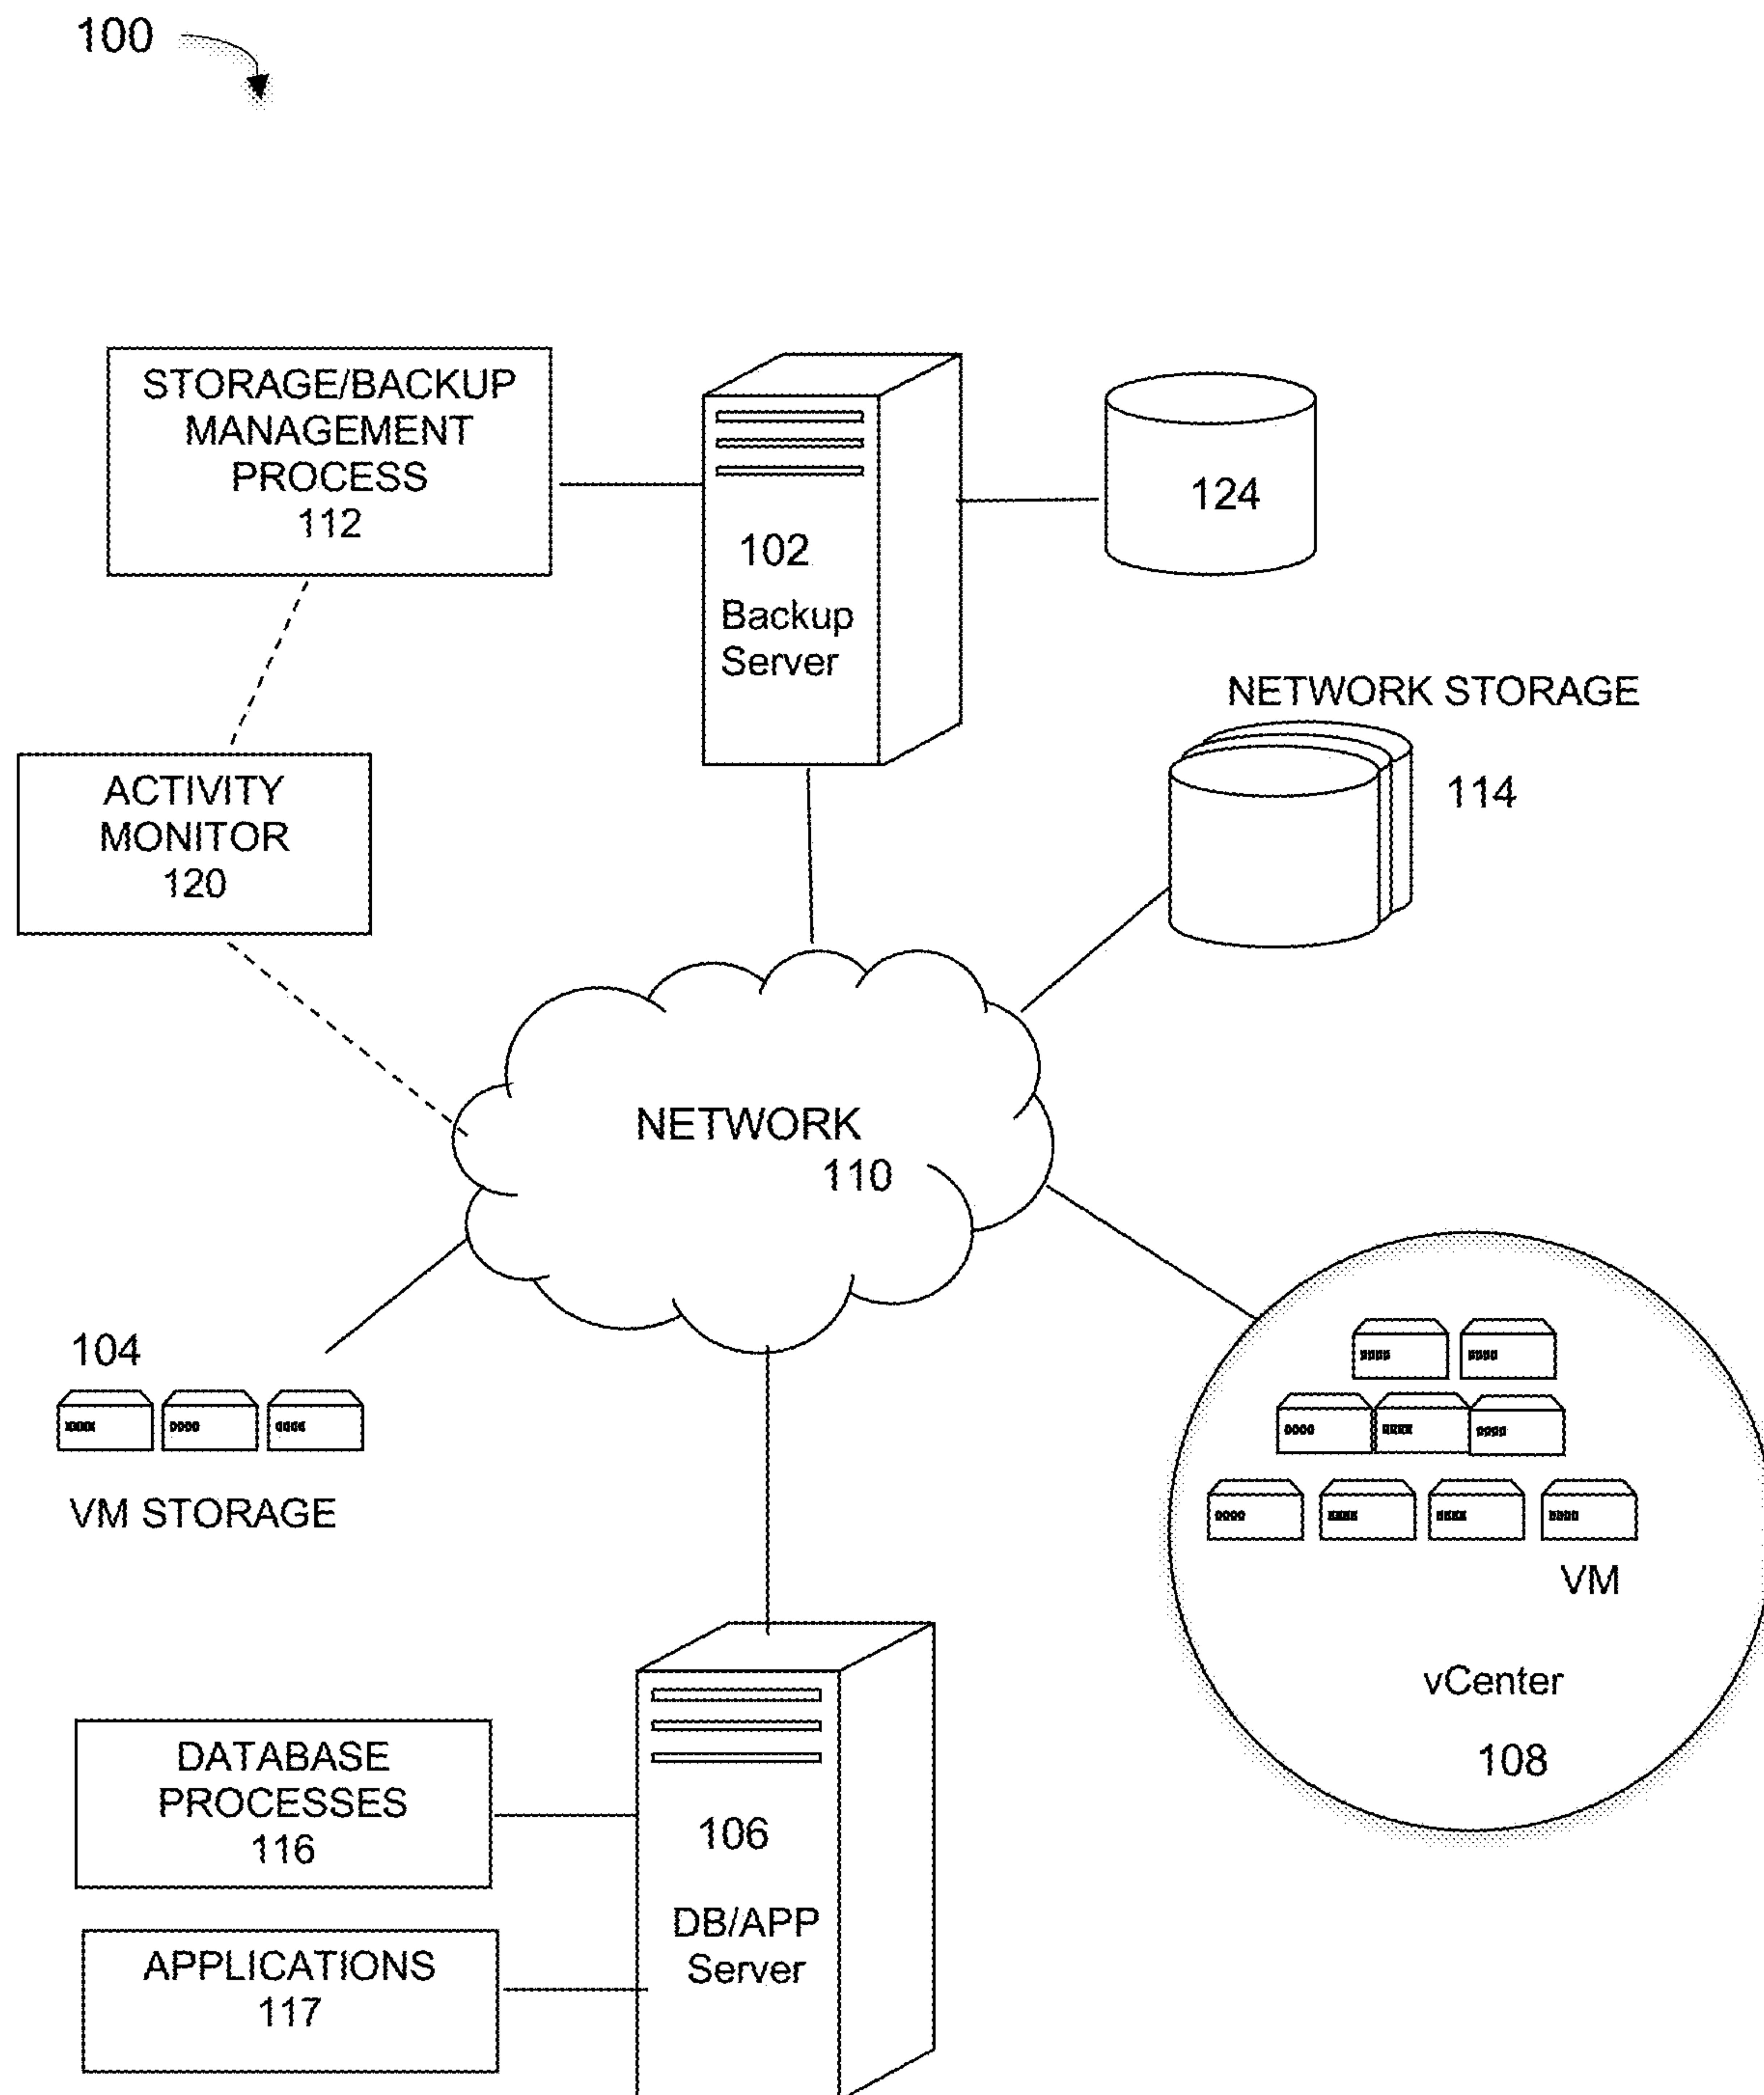 100
STORAGE/BACKUP
MANAGEMENT
PROCESS
112
102
Backup
Server
124
NETWORK STORAGE
114
ACTIVITY
MONITOR
120
NETWORK
110
104
VM STORAGE
VM
vCenter
108
DATABASE
PROCESSES
116
106
DB/APP
Server
APPLICATIONS
117